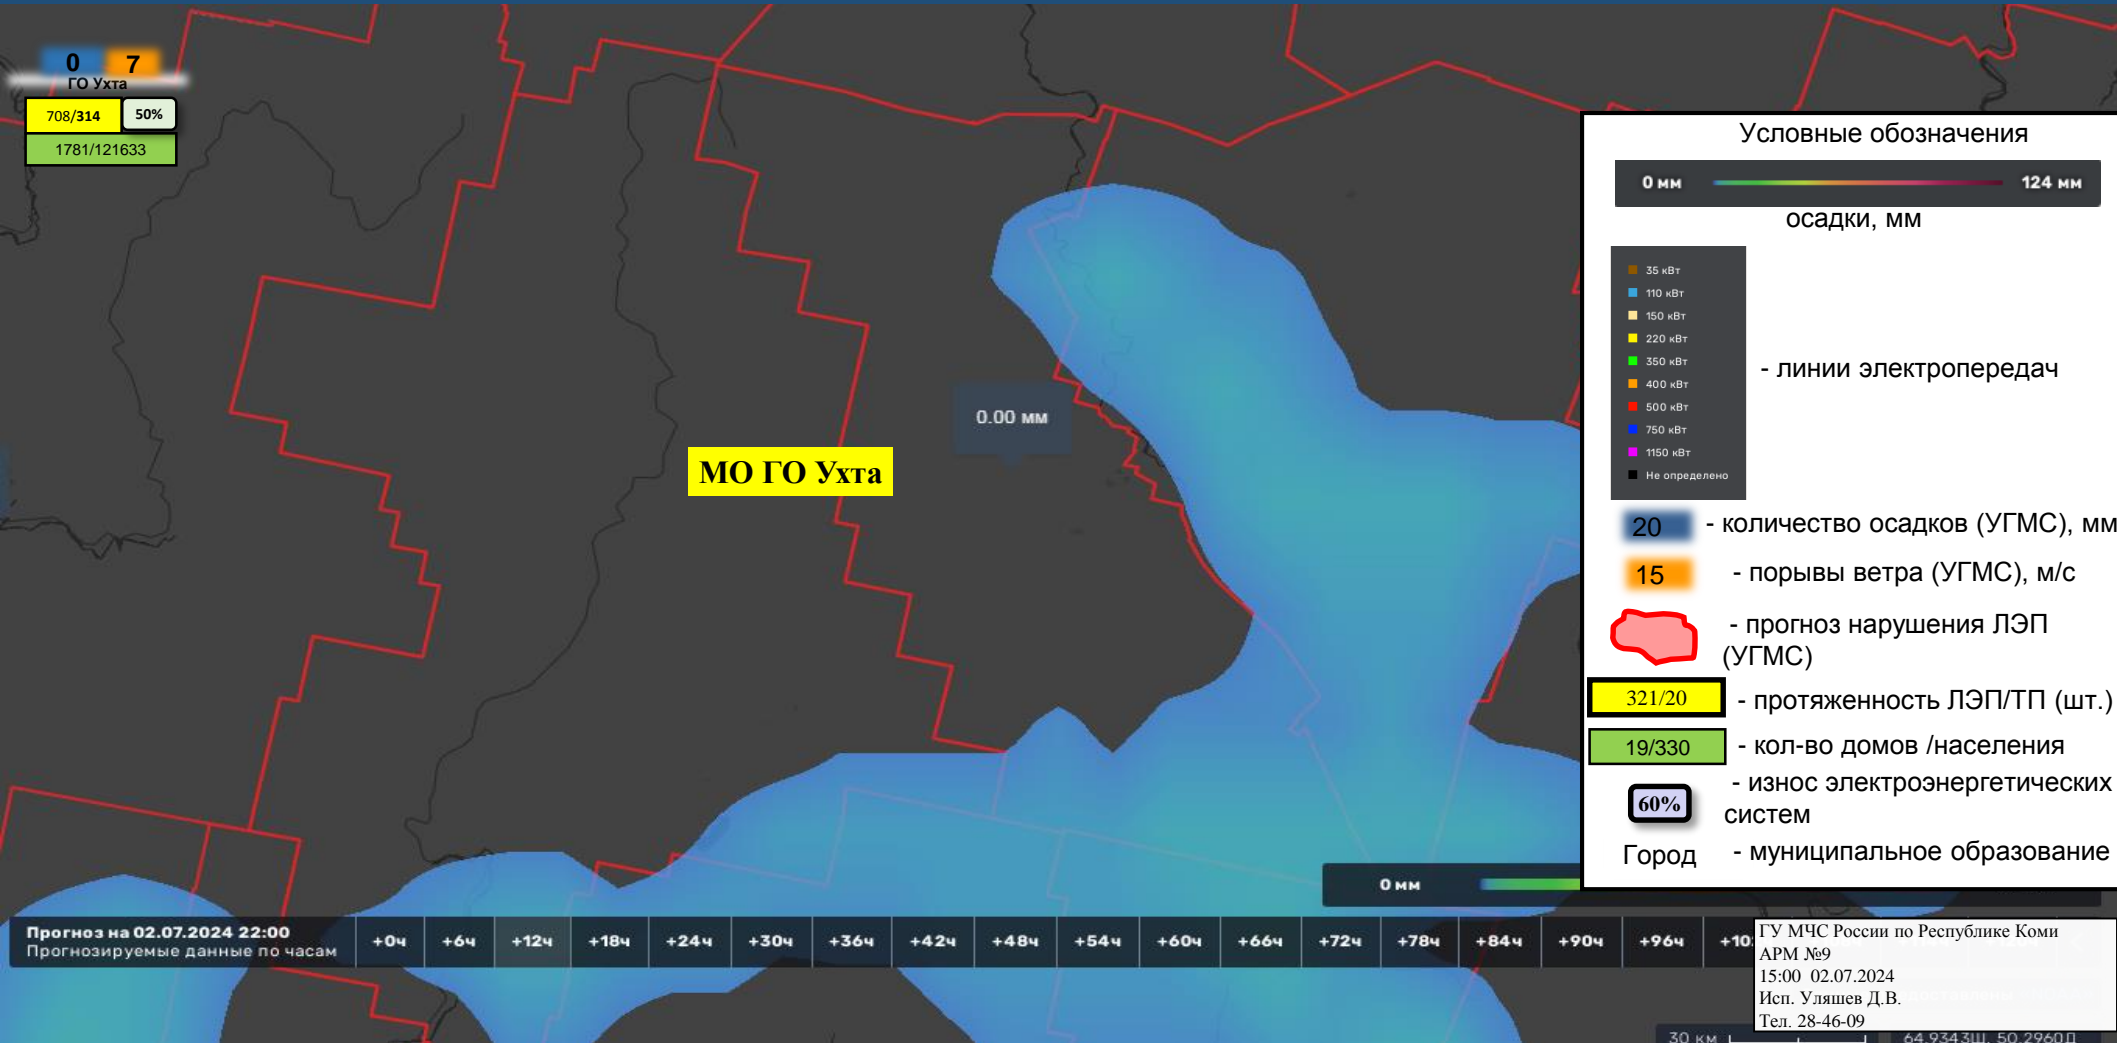 0 7
ГО Ухта
708/314 50%
1781/121633
МО ГО Ухта
0.00 мм
Условные обозначения
0 мм 124 мм
осадки, мм
35 кВт
110 кВт
150 кВт
220 кВт
350 кВт
400 кВт
500 кВт
750 кВт
1150 кВт
Не определено
- линии электропередач
20 - количество осадков (УГМС), мм
15 - порывы ветра (УГМС), м/с
- прогноз нарушения ЛЭП
(УГМС)
321/20 - протяженность ЛЭП/ТП (шт.)
19/330 - кол-во домов /населения
60% - износ электроэнергетических
систем
Город - муниципальное образование
0 мм
Прогноз на 02.07.2024 22:00
Прогнозируемые данные по часам
+0ч +6ч +12ч +18ч +24ч +30ч +36ч +42ч +48ч +54ч +60ч +66ч +72ч +78ч +84ч +90ч +96ч +10
ГУ МЧС России по Республике Коми
АРМ №9
15:00 02.07.2024
Исп. Уляшев Д.В.
Тел. 28-46-09
30 км 64.9343Ш, 50.2960Д